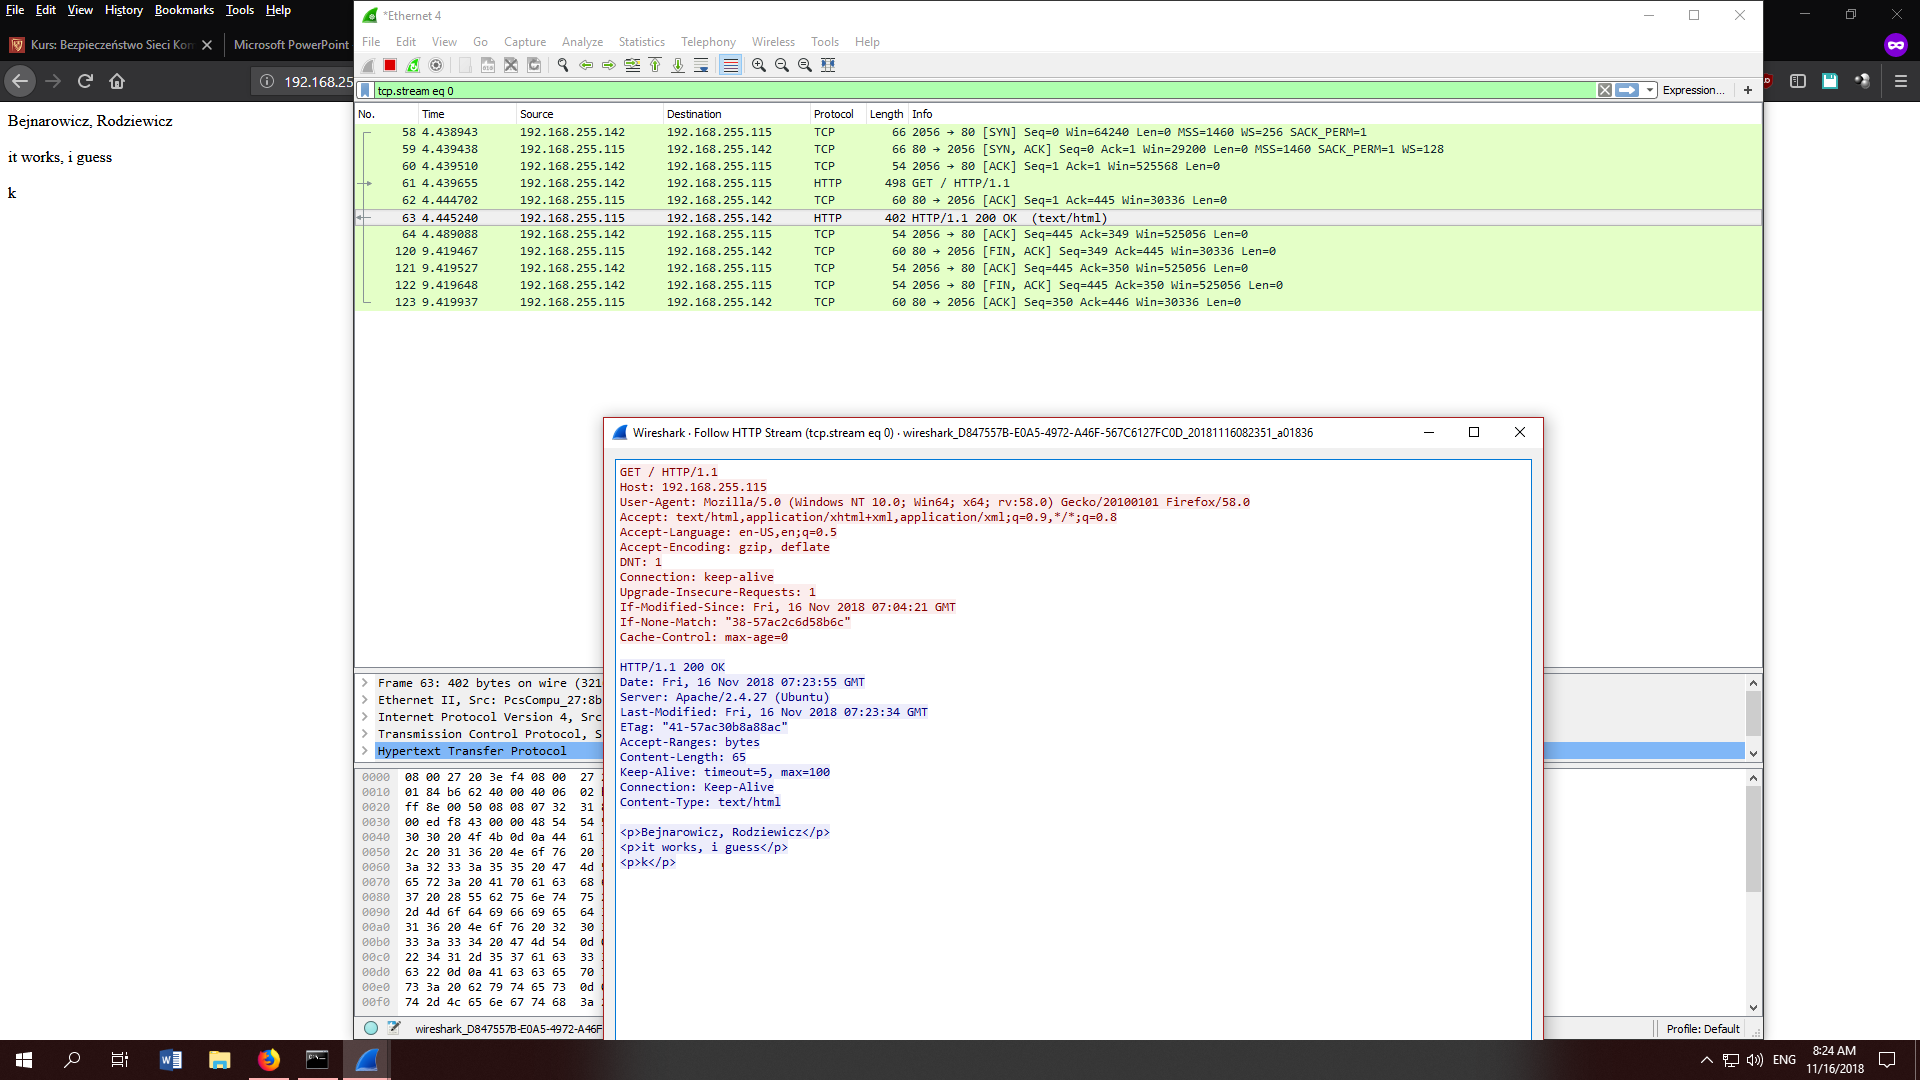 File Edit View History Bookmarks Tools Help
Kurs: Bezpieczeństwo Sieci Kom
Microsoft PowerPoint
192.168.25
Bejnarowicz, Rodziewicz
it works, i guess
k
*Ethernet 4
File Edit View Go Capture Analyze Statistics Telephony Wireless Tools Help
tcp.stream eq 0 Expression... +
No. Time Source Destination Protocol Length Info
58 4.438943 192.168.255.142 192.168.255.115 TCP 66 2056 → 80 [SYN] Seq=0 Win=64240 Len=0 MSS=1460 WS=256 SACK_PERM=1
59 4.439438 192.168.255.115 192.168.255.142 TCP 66 80 → 2056 [SYN, ACK] Seq=0 Ack=1 Win=29200 Len=0 MSS=1460 SACK_PERM=1 WS=128
60 4.439510 192.168.255.142 192.168.255.115 TCP 54 2056 → 80 [ACK] Seq=1 Ack=1 Win=525568 Len=0
61 4.439655 192.168.255.142 192.168.255.115 HTTP 498 GET / HTTP/1.1
62 4.444702 192.168.255.115 192.168.255.142 TCP 60 80 → 2056 [ACK] Seq=1 Ack=445 Win=30336 Len=0
63 4.445240 192.168.255.115 192.168.255.142 HTTP 402 HTTP/1.1 200 OK (text/html)
64 4.489088 192.168.255.142 192.168.255.115 TCP 54 2056 → 80 [ACK] Seq=445 Ack=349 Win=525056 Len=0
120 9.419467 192.168.255.115 192.168.255.142 TCP 60 80 → 2056 [FIN, ACK] Seq=349 Ack=445 Win=30336 Len=0
121 9.419527 192.168.255.142 192.168.255.115 TCP 54 2056 → 80 [ACK] Seq=445 Ack=350 Win=525056 Len=0
122 9.419648 192.168.255.142 192.168.255.115 TCP 54 2056 → 80 [FIN, ACK] Seq=445 Ack=350 Win=525056 Len=0
123 9.419937 192.168.255.115 192.168.255.142 TCP 60 80 → 2056 [ACK] Seq=350 Ack=446 Win=30336 Len=0
Wireshark · Follow HTTP Stream (tcp.stream eq 0) · wireshark_D847557B-E0A5-4972-A46F-567C6127FC0D_20181116082351_a01836
GET / HTTP/1.1
Host: 192.168.255.115
User-Agent: Mozilla/5.0 (Windows NT 10.0; Win64; x64; rv:58.0) Gecko/20100101 Firefox/58.0
Accept: text/html,application/xhtml+xml,application/xml;q=0.9,*/*;q=0.8
Accept-Language: en-US,en;q=0.5
Accept-Encoding: gzip, deflate
DNT: 1
Connection: keep-alive
Upgrade-Insecure-Requests: 1
If-Modified-Since: Fri, 16 Nov 2018 07:04:21 GMT
If-None-Match: "38-57ac2c6d58b6c"
Cache-Control: max-age=0
HTTP/1.1 200 OK
Date: Fri, 16 Nov 2018 07:23:55 GMT
Server: Apache/2.4.27 (Ubuntu)
Last-Modified: Fri, 16 Nov 2018 07:23:34 GMT
ETag: "41-57ac30b8a88ac"
Accept-Ranges: bytes
Content-Length: 65
Keep-Alive: timeout=5, max=100
Connection: Keep-Alive
Content-Type: text/html
<p>Bejnarowicz, Rodziewicz</p>
<p>it works, i guess</p>
<p>k</p>
Frame 63: 402 bytes on wire (321
Ethernet II, Src: PcsCompu_27:8b
Internet Protocol Version 4, Src
Transmission Control Protocol, S
Hypertext Transfer Protocol
0000 08 00 27 20 3e f4 08 00 27
0010 01 84 b6 62 40 00 40 06 02
0020 ff 8e 00 50 08 08 07 32 31
0030 00 ed f8 43 00 00 48 54 54
0040 30 30 20 4f 4b 0d 0a 44 61
0050 2c 20 31 36 20 4e 6f 76 20
0060 3a 32 33 3a 35 35 20 47 4d
0070 65 72 3a 20 41 70 61 63 68
0080 37 20 28 55 62 75 6e 74 75
0090 2d 4d 6f 64 69 66 69 65 64
00a0 31 36 20 4e 6f 76 20 32 30
00b0 33 3a 33 34 20 47 4d 54 0d
00c0 22 34 31 2d 35 37 61 63 33
00d0 63 22 0d 0a 41 63 63 65 70
00e0 73 3a 20 62 79 74 65 73 0d
00f0 74 2d 4c 65 6e 67 74 68 3a
wireshark_D847557B-E0A5-4972-A46F
Profile: Default
ENG
8:24 AM
11/16/2018